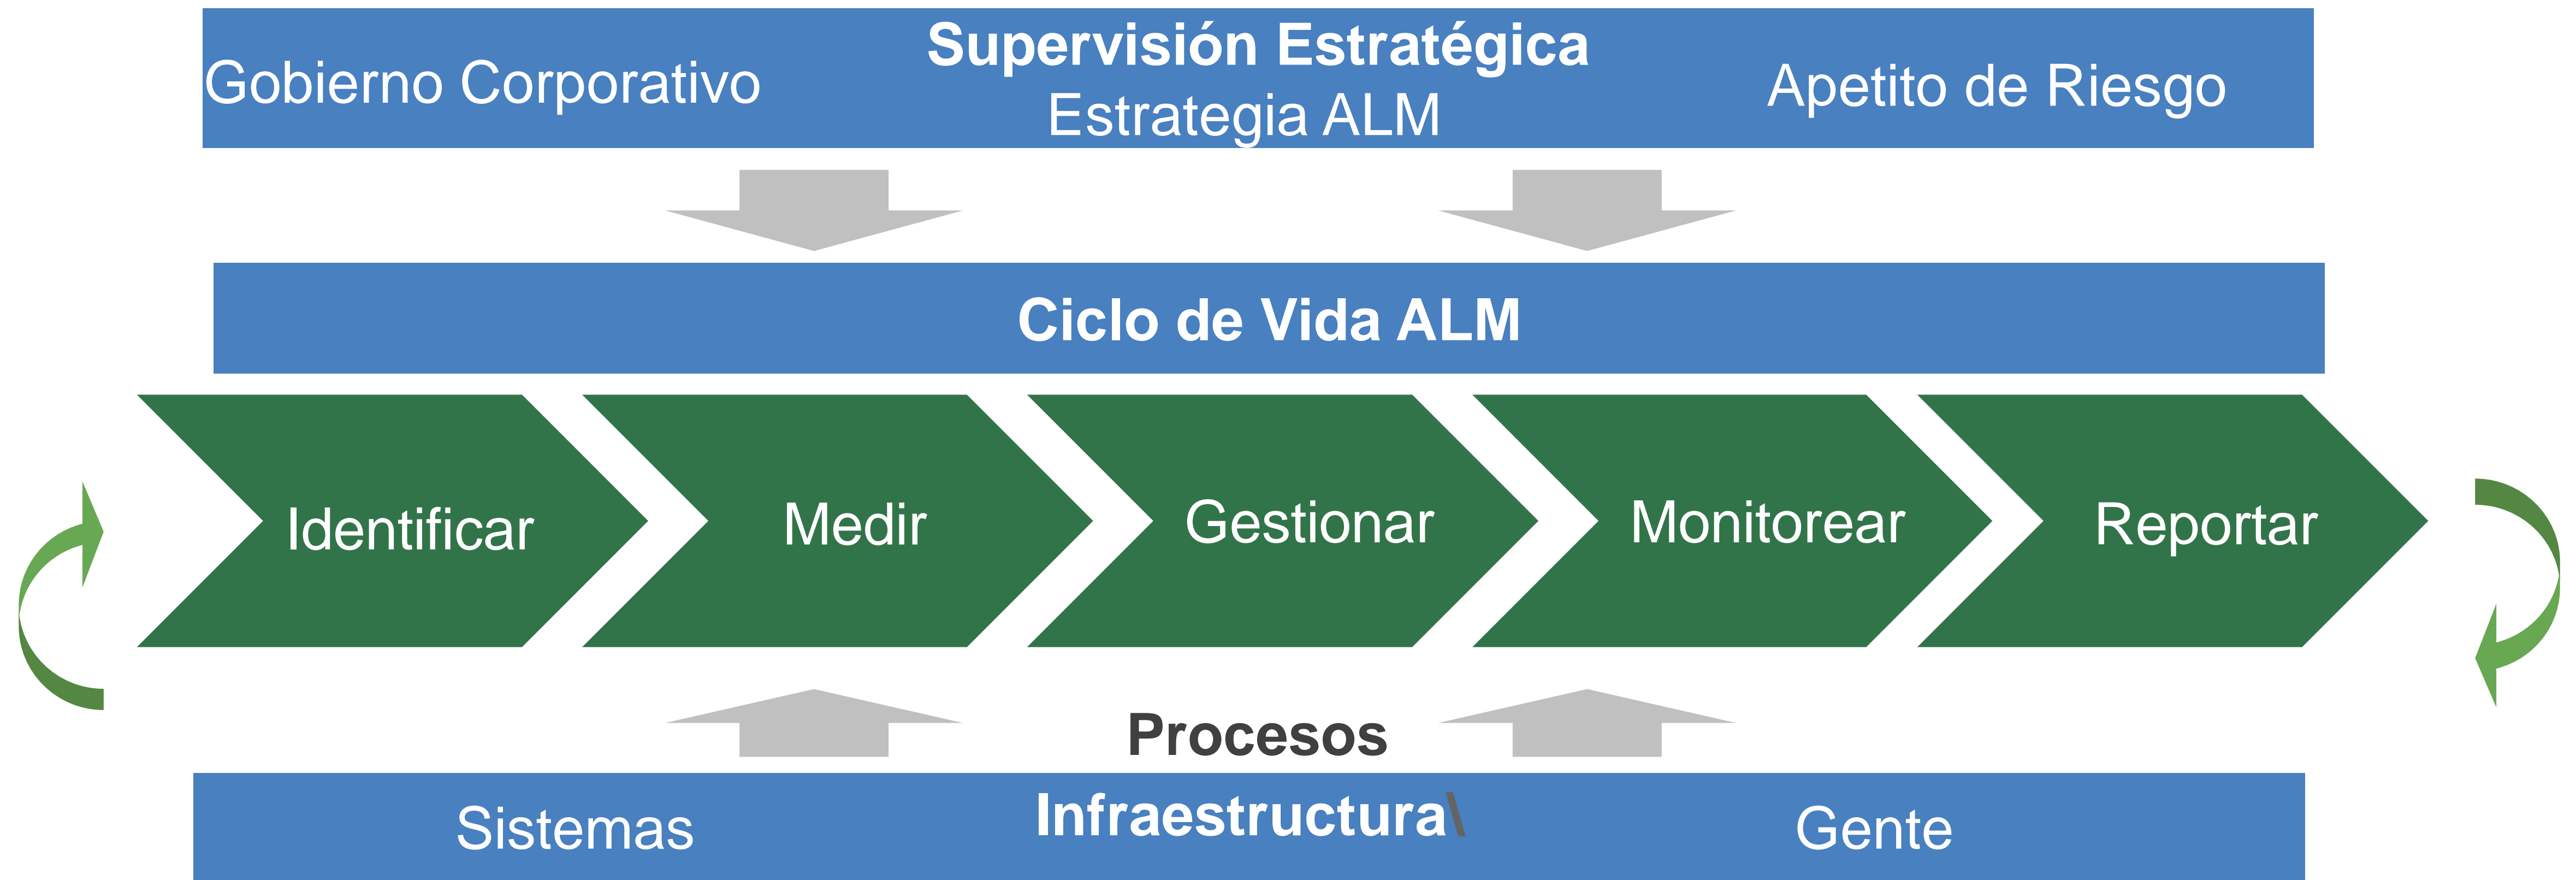 Supervisión Estratégica
Gobierno Corporativo
Estrategia ALM
Apetito de Riesgo
Ciclo de Vida ALM
Identificar
Medir
Gestionar
Monitorear
Reportar
Procesos
Sistemas
Infraestructura\
Gente